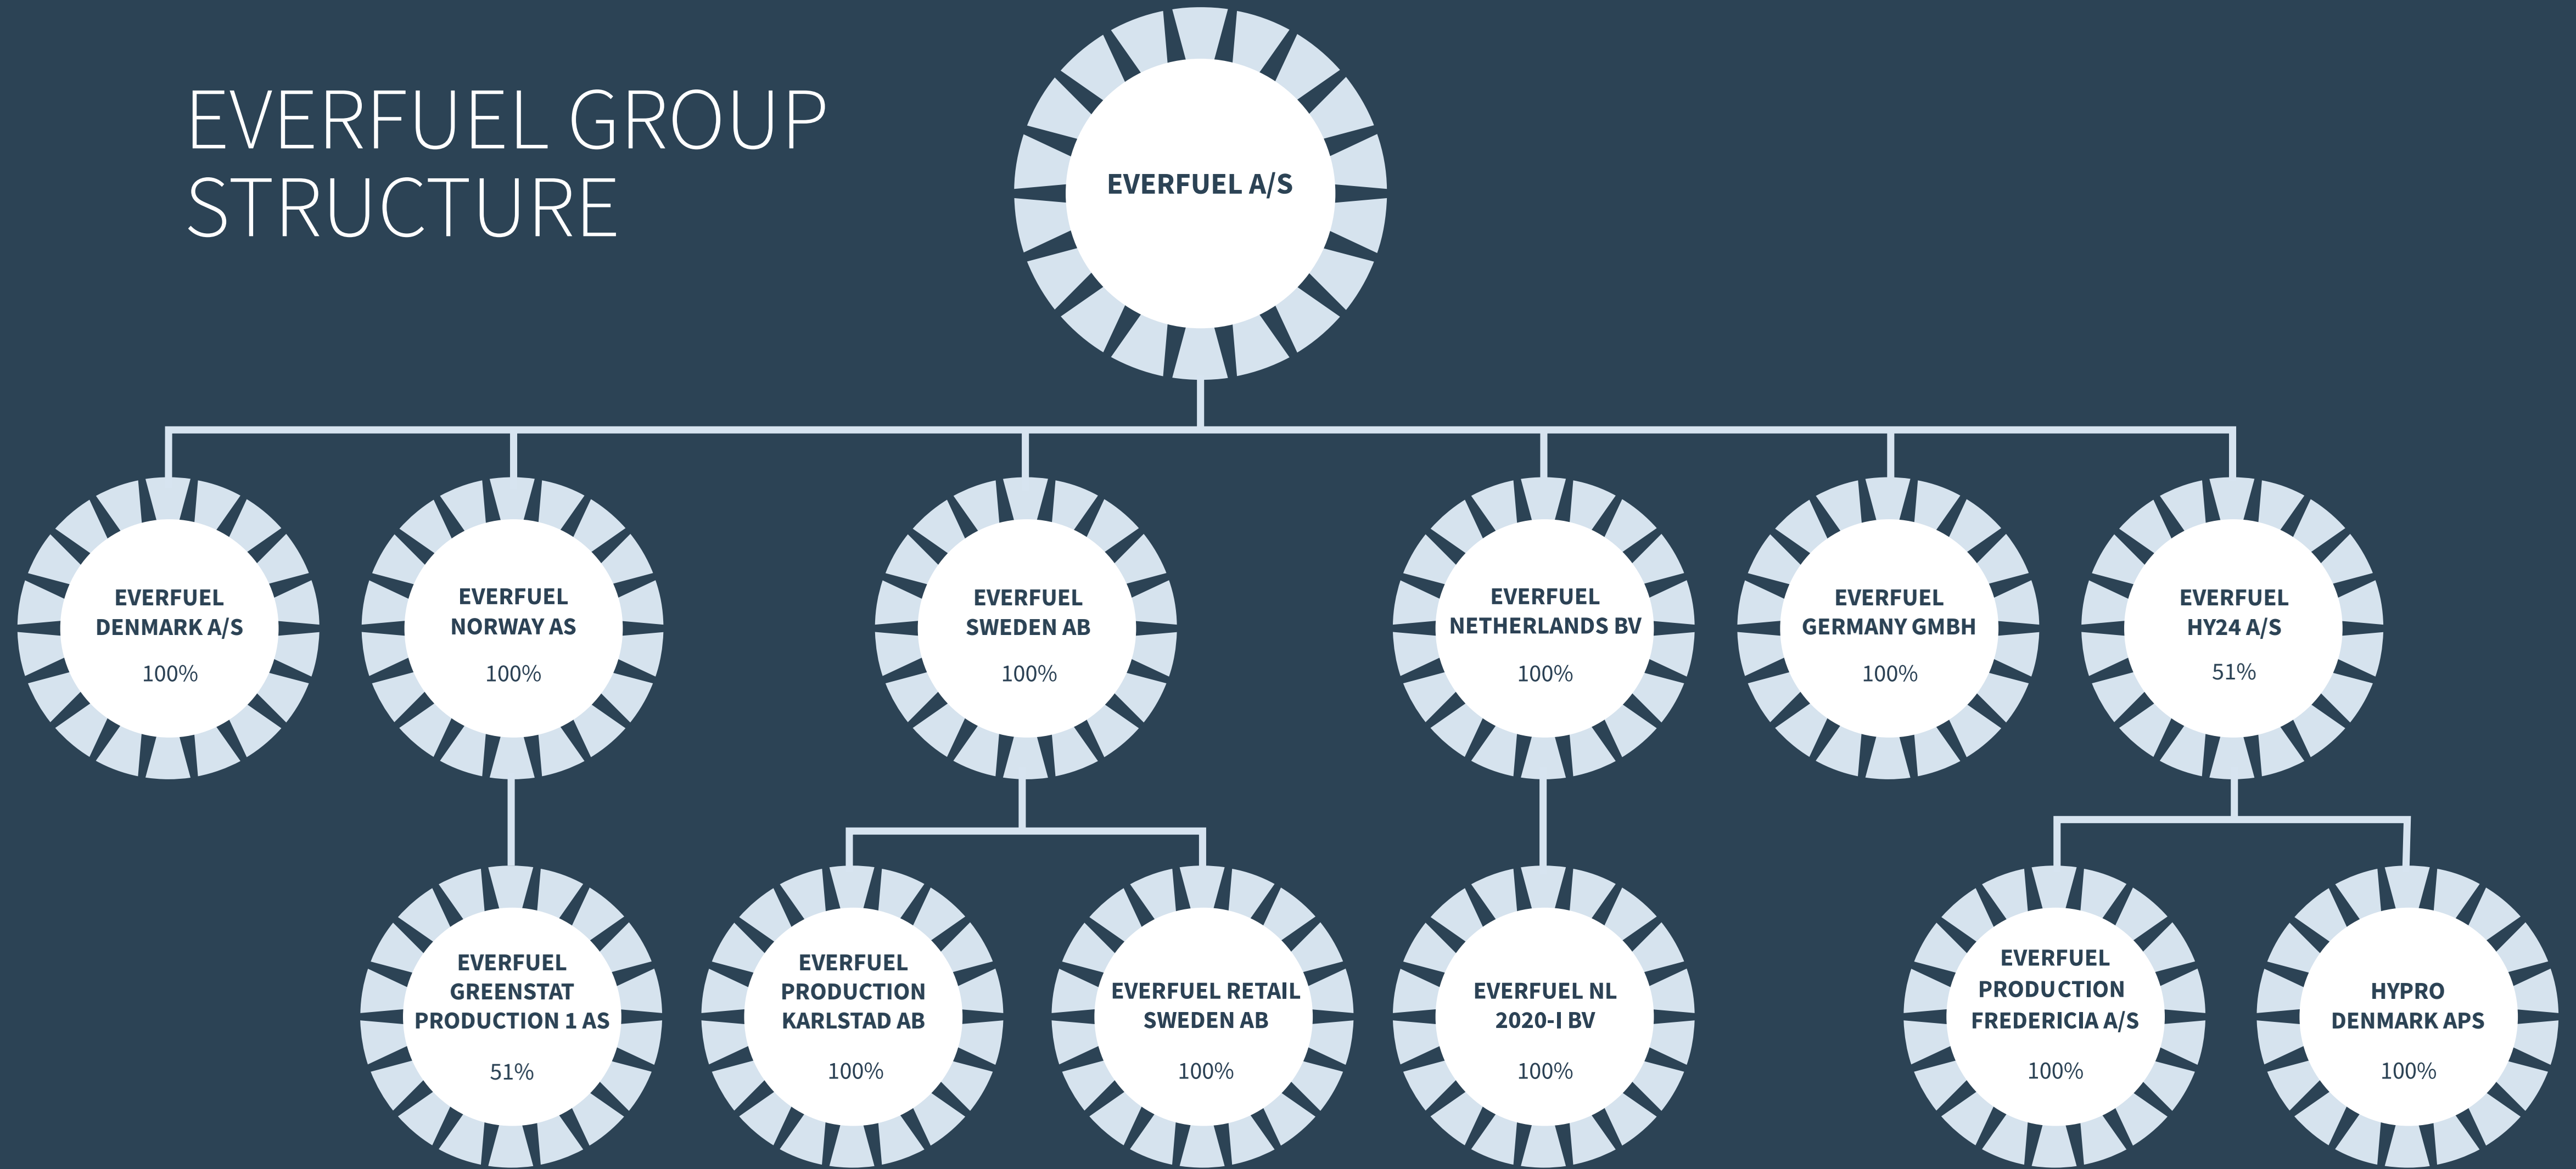 EVERFUEL GROUP
STRUCTURE
EVERFUEL A/S
EVERFUEL
DENMARK A/S
100%
EVERFUEL
NORWAY AS
100%
EVERFUEL
SWEDEN AB
100%
EVERFUEL
NETHERLANDS BV
100%
EVERFUEL
GERMANY GMBH
100%
EVERFUEL
HY24 A/S
51%
EVERFUEL
GREENSTAT
PRODUCTION 1 AS
51%
EVERFUEL
PRODUCTION
KARLSTAD AB
100%
EVERFUEL RETAIL
SWEDEN AB
100%
EVERFUEL NL
2020-I BV
100%
EVERFUEL
PRODUCTION
FREDERICIA A/S
100%
HYPRO
DENMARK APS
100%